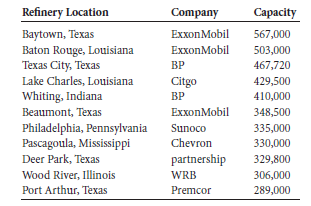 Refinery Location Company Capacity
Baytown, Texas ExxonMobil 567,000
Baton Rouge, Louisiana ExxonMobil 503,000
Texas City, Texas BP 467,720
Lake Charles, Louisiana Citgo 429,500
Whiting, Indiana BP 410,000
Beaumont, Texas ExxonMobil 348,500
Philadelphia, Pennsylvania Sunoco 335,000
Pascagoula, Mississippi Chevron 330,000
Deer Park, Texas partnership 329,800
Wood River, Illinois WRB 306,000
Port Arthur, Texas Premcor 289,000